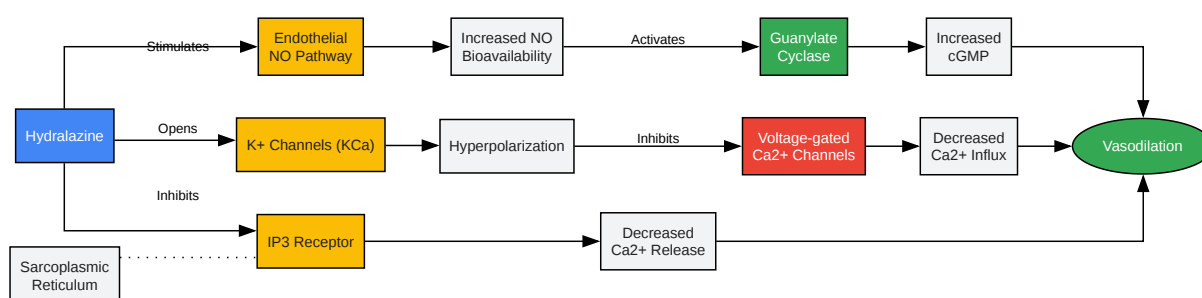 Stimulates
Endothelial
NO Pathway
Increased NO
Bioavailability
Activates
Guanylate
Cyclase
Increased
cGMP
Hydralazine
Opens
K+ Channels (KCa)
Hyperpolarization
Inhibits
Voltage-gated
Ca2+ Channels
Decreased
Ca2+ Influx
Vasodilation
Inhibits
IP3 Receptor
Decreased
Ca2+ Release
Sarcoplasmic
Reticulum